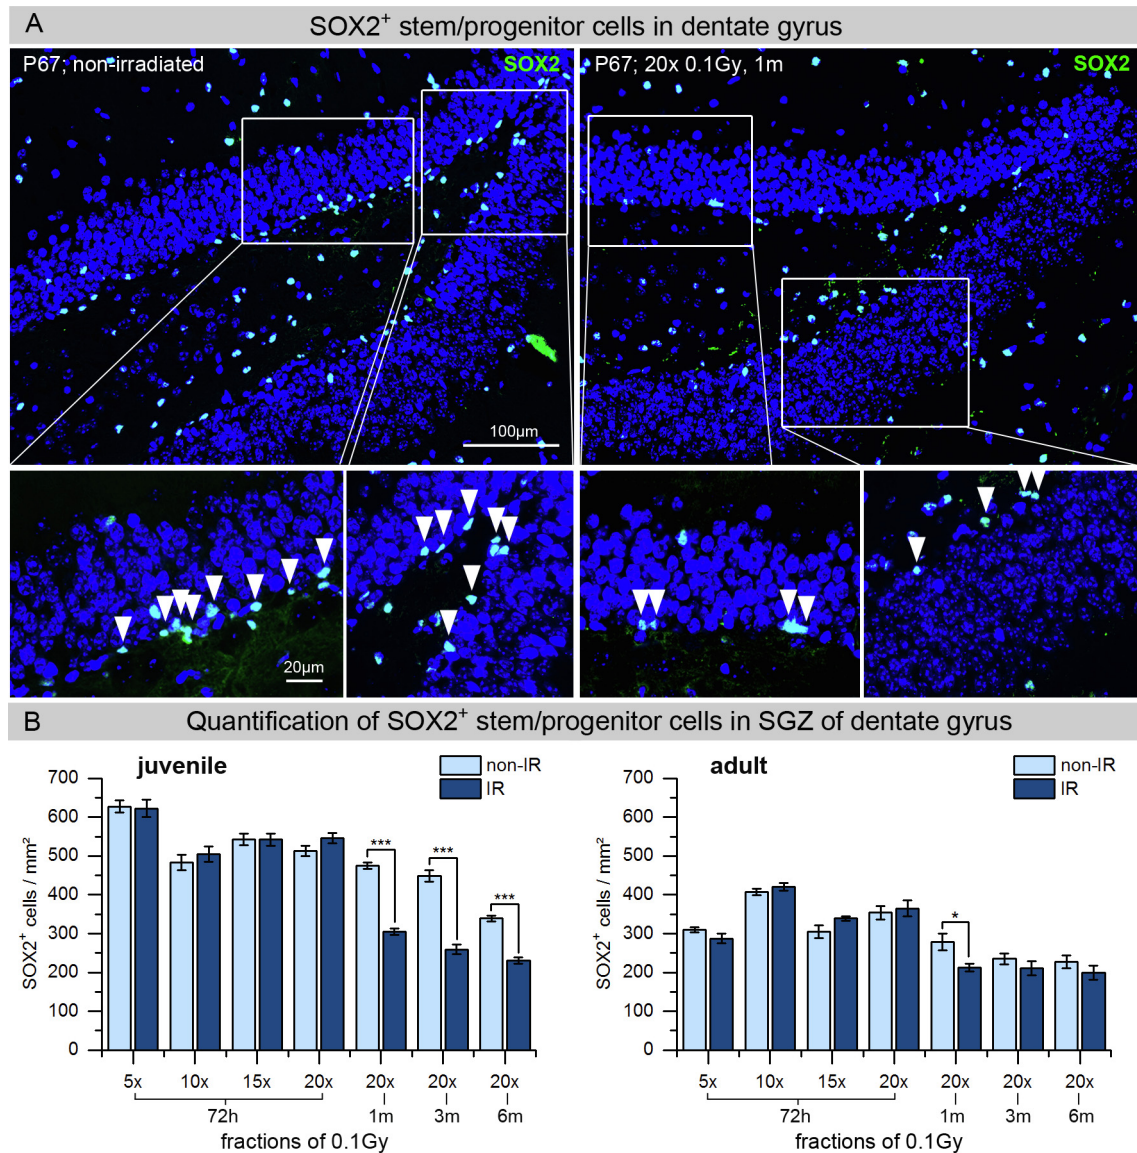 A SOX2⁺ stem/progenitor cells in dentate gyrus
P67; non-irradiated SOX2
P67; 20x 0.1Gy, 1m SOX2
100µm
20µm
B Quantification of SOX2⁺ stem/progenitor cells in SGZ of dentate gyrus
juvenile
non-IR
IR
SOX2⁺ cells / mm²
700
600
500
400
300
200
100
0
***
***
***
5x 10x 15x 20x 20x 20x 20x
72h 1m 3m 6m
fractions of 0.1Gy
adult
non-IR
IR
SOX2⁺ cells / mm²
700
600
500
400
300
200
100
0
*
5x 10x 15x 20x 20x 20x 20x
72h 1m 3m 6m
fractions of 0.1Gy